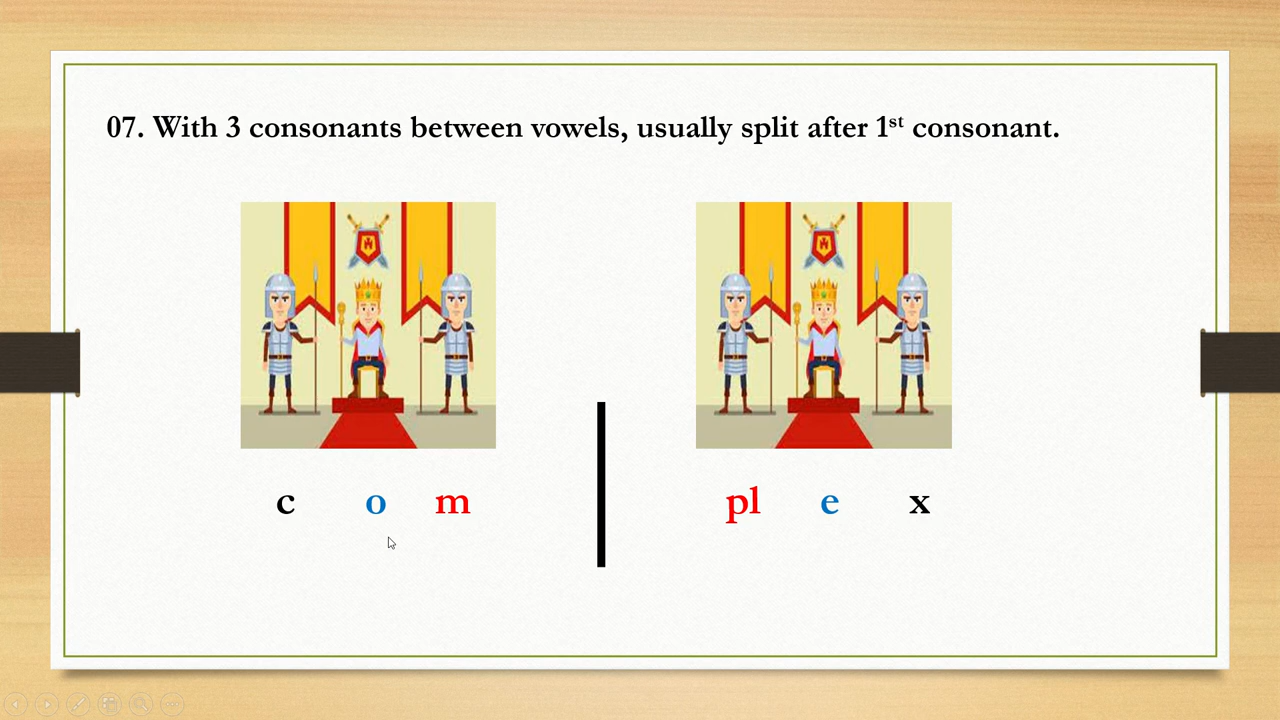 07. With 3 consonants between vowels, usually split after 1st consonant.
c o m pl e x